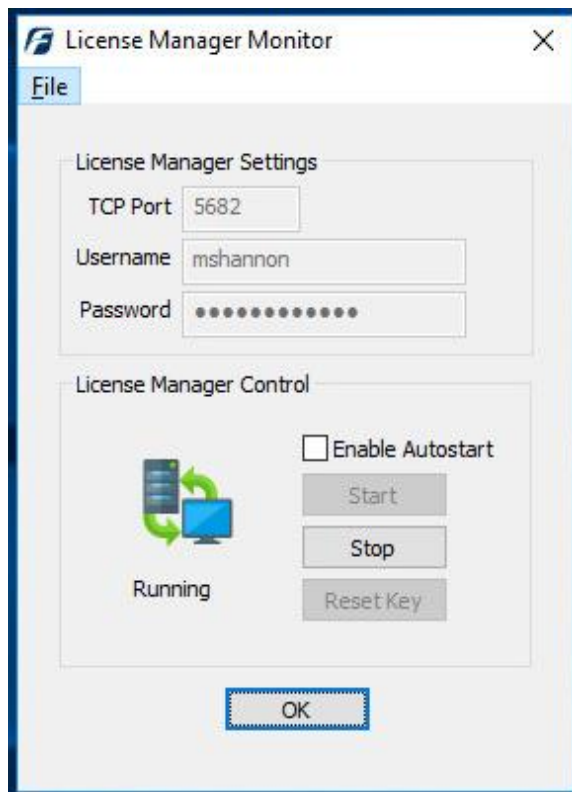 License Manager Monitor
File
License Manager Settings
TCP Port 5682
Username mshannon
Password ●●●●●●●●●●●●
License Manager Control
Enable Autostart
Start
Stop
Running
Reset Key
OK